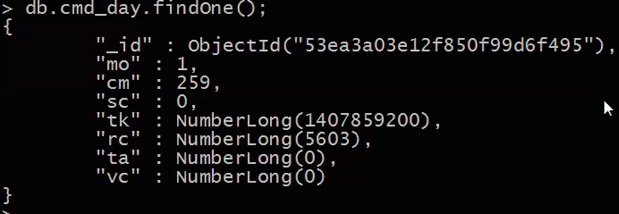 > db.cmd_day.findOne();
{
        "_id" : ObjectId("53ea3a03e12f850f99d6f495"),
        "mo" : 1,
        "cm" : 259,
        "sc" : 0,
        "tk" : NumberLong(1407859200),
        "rc" : NumberLong(5603),
        "ta" : NumberLong(0),
        "vc" : NumberLong(0)
}
>